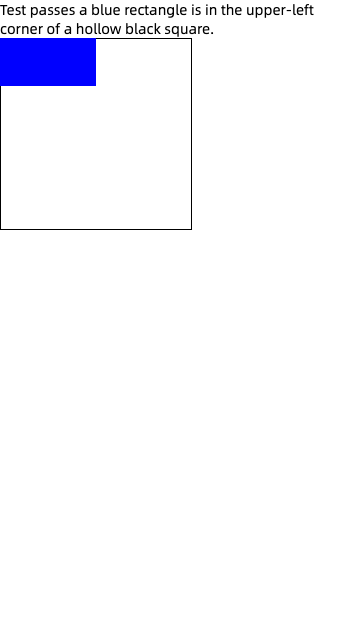 Test passes a blue rectangle is in the upper-left
corner of a hollow black square.